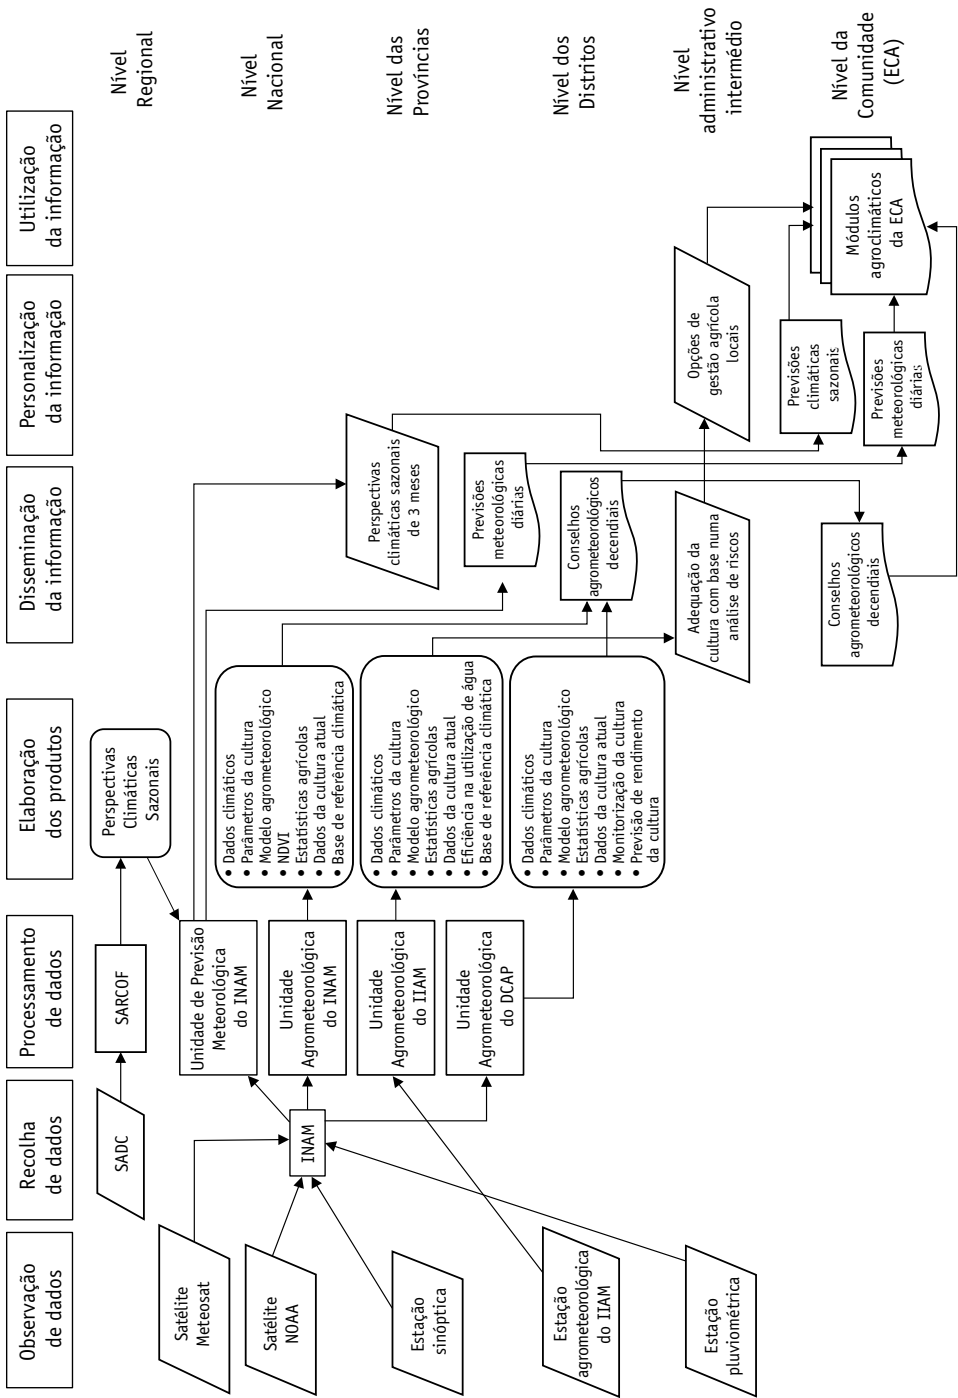 Observação
de dados
Recolha
de dados
Processamento
de dados
Elaboração
dos produtos
Disseminação
da informação
Personalização
da informação
Utilização
da informação
Nível
Regional
Nível
Nacional
Nível das
Províncias
Nível dos
Distritos
Nível
administrativo
intermédio
Nível da
Comunidade
(ECA)
SADC
SARCOF
Perspectivas
Climáticas
Sazonais
Satélite
Meteosat
Satélite
NOAA
Estação
sinóptica
Estação
agrometeorológica
do IIAM
Estação
pluviométrica
INAM
Unidade de Previsão
Meteorológica
do INAM
Unidade
Agrometeorológica
do INAM
Unidade
Agrometeorológica
do IIAM
Unidade
Agrometeorológica
do DCAP
• Dados climáticos
• Parâmetros da cultura
• Modelo agrometeorológico
• NDVI
• Estatísticas agrícolas
• Dados da cultura atual
• Base de referência climática
• Dados climáticos
• Parâmetros da cultura
• Modelo agrometeorológico
• Estatísticas agrícolas
• Dados da cultura atual
• Eficiência na utilização de água
• Base de referência climática
• Dados climáticos
• Parâmetros da cultura
• Modelo agrometeorológico
• Estatísticas agrícolas
• Dados da cultura atual
• Monitorização da cultura
• Previsão de rendimento
da cultura
Perspectivas
climáticas sazonais
de 3 meses
Previsões
meteorológicas
diárias
Conselhos
agrometeorológicos
decendiais
Adequação da
cultura com base numa
análise de riscos
Conselhos
agrometeorológicos
decendiais
Opções de
gestão agrícola
locais
Previsões
climáticas
sazonais
Previsões
meteorológicas
diárias
Módulos
agroclimáticos
da ECA